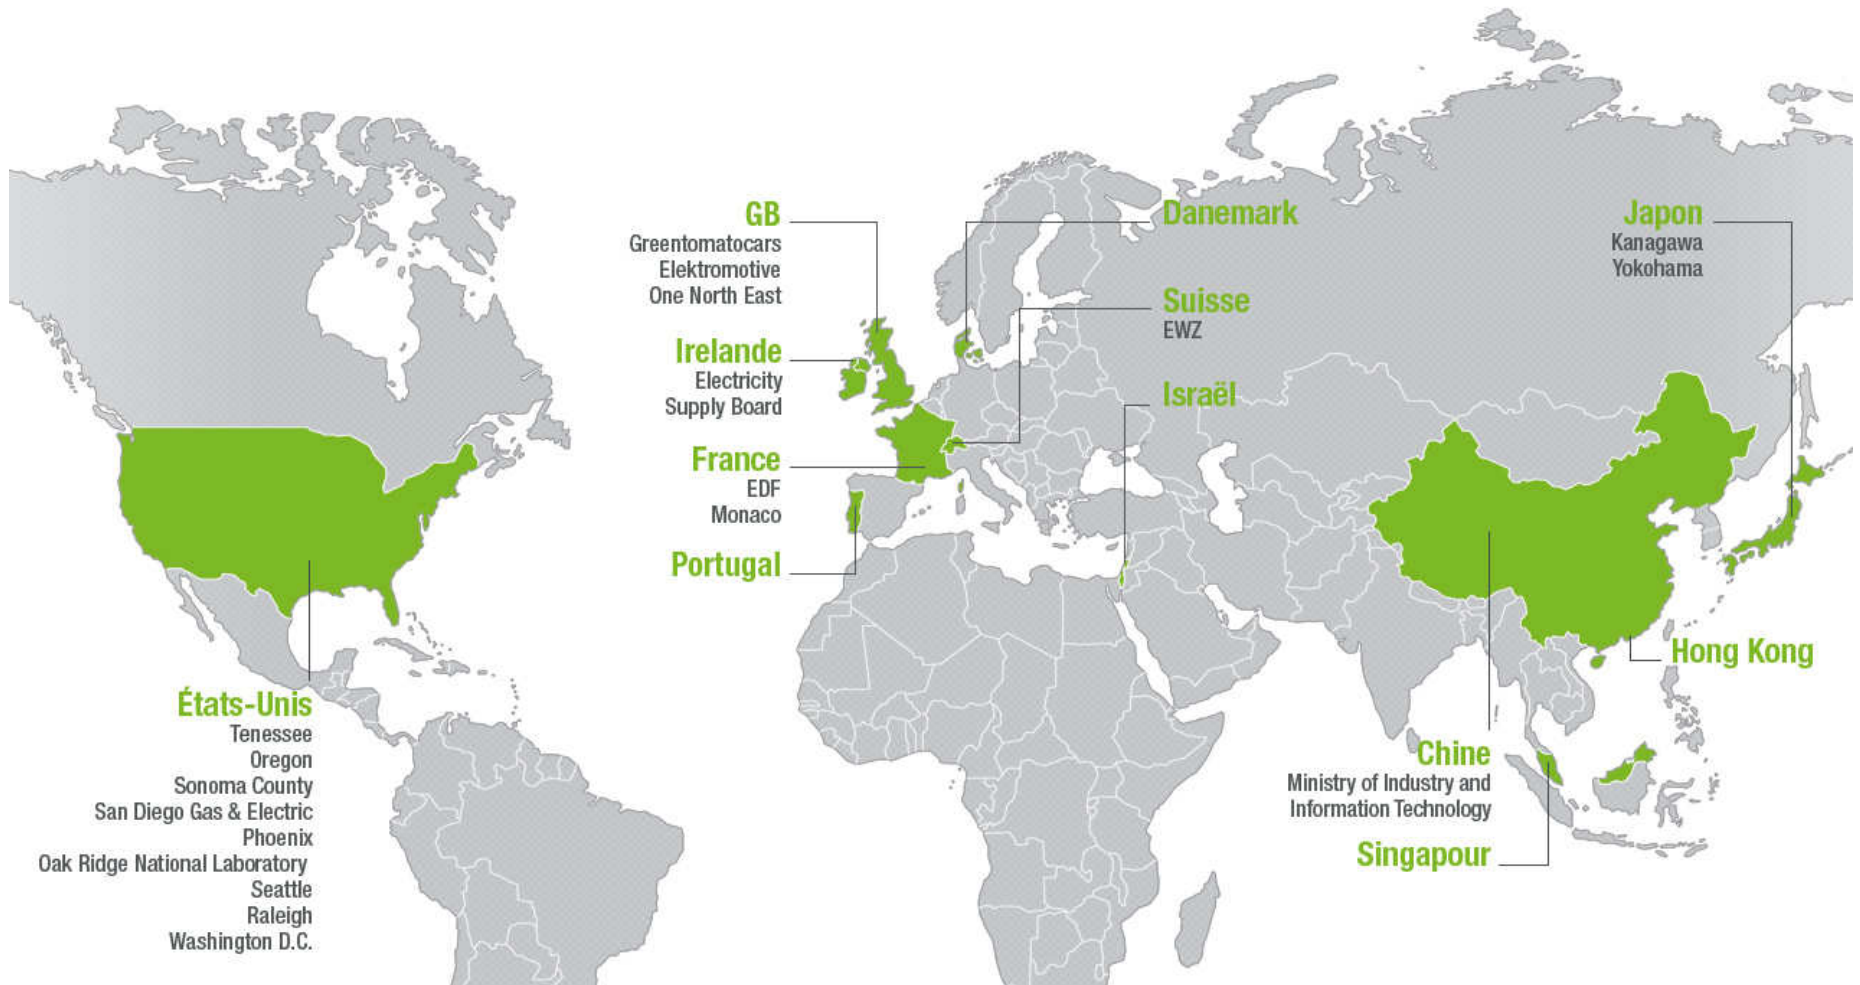 GB
Greentomatocars
Elektromotive
One North East
Irelande
Electricity
Supply Board
France
EDF
Monaco
Portugal
Danemark
Suisse
EWZ
Israël
Japon
Kanagawa
Yokohama
Hong Kong
États-Unis
Tenessee
Oregon
Sonoma County
San Diego Gas & Electric
Phoenix
Oak Ridge National Laboratory
Seattle
Raleigh
Washington D.C.
Chine
Ministry of Industry and
Information Technology
Singapour